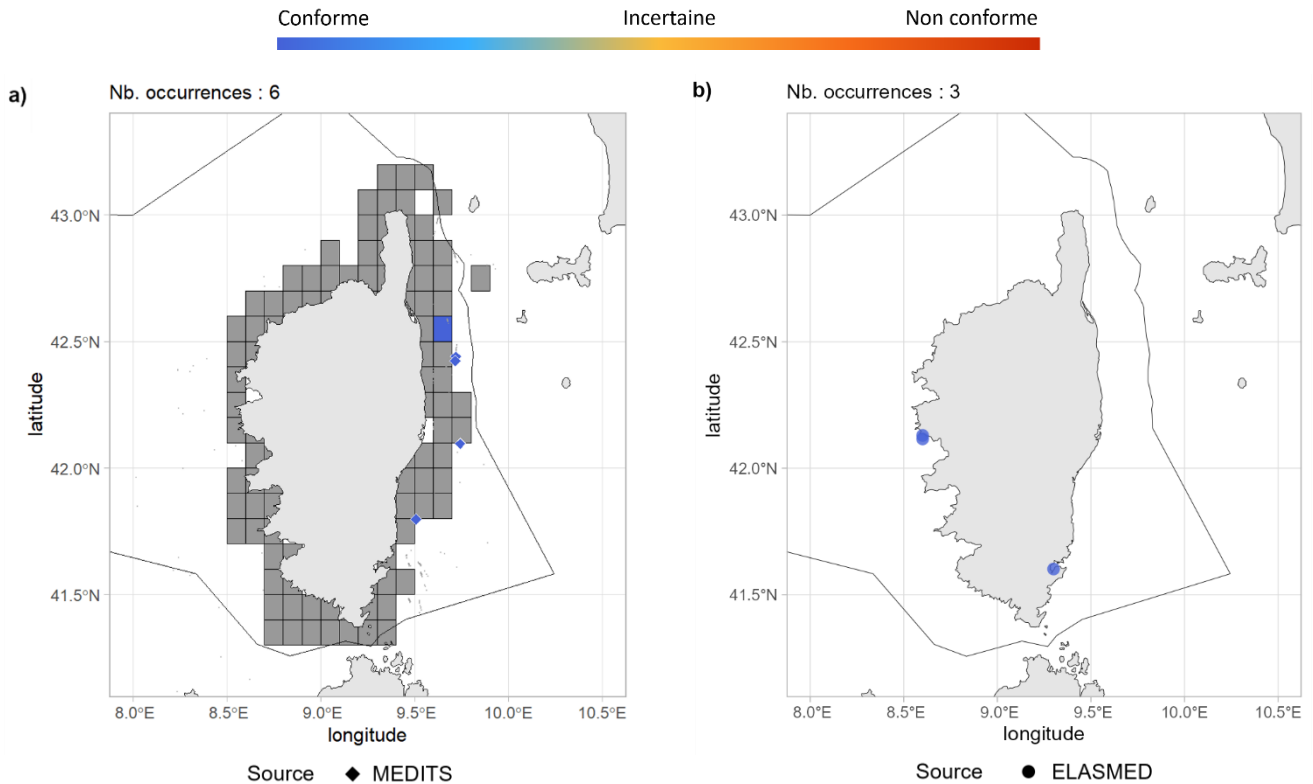 Conforme Incertaine Non conforme
a) Nb. occurrences : 6
b) Nb. occurrences : 3
43.0°N
42.5°N
42.0°N
41.5°N
latitude
8.0°E 8.5°E 9.0°E 9.5°E 10.0°E 10.5°E
longitude
Source MEDITS
43.0°N
42.5°N
42.0°N
41.5°N
latitude
8.0°E 8.5°E 9.0°E 9.5°E 10.0°E 10.5°E
longitude
Source ELASMED